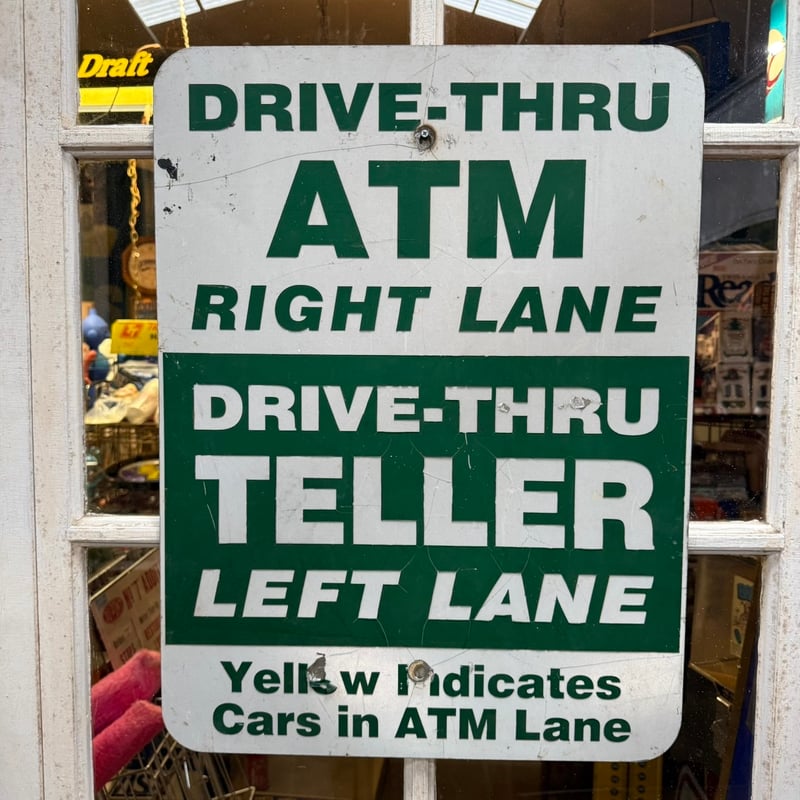 Draft
DRIVE-THRU
ATM
RIGHT LANE
DRIVE-THRU
TELLER
LEFT LANE
Yellow Indicates
Cars in ATM Lane